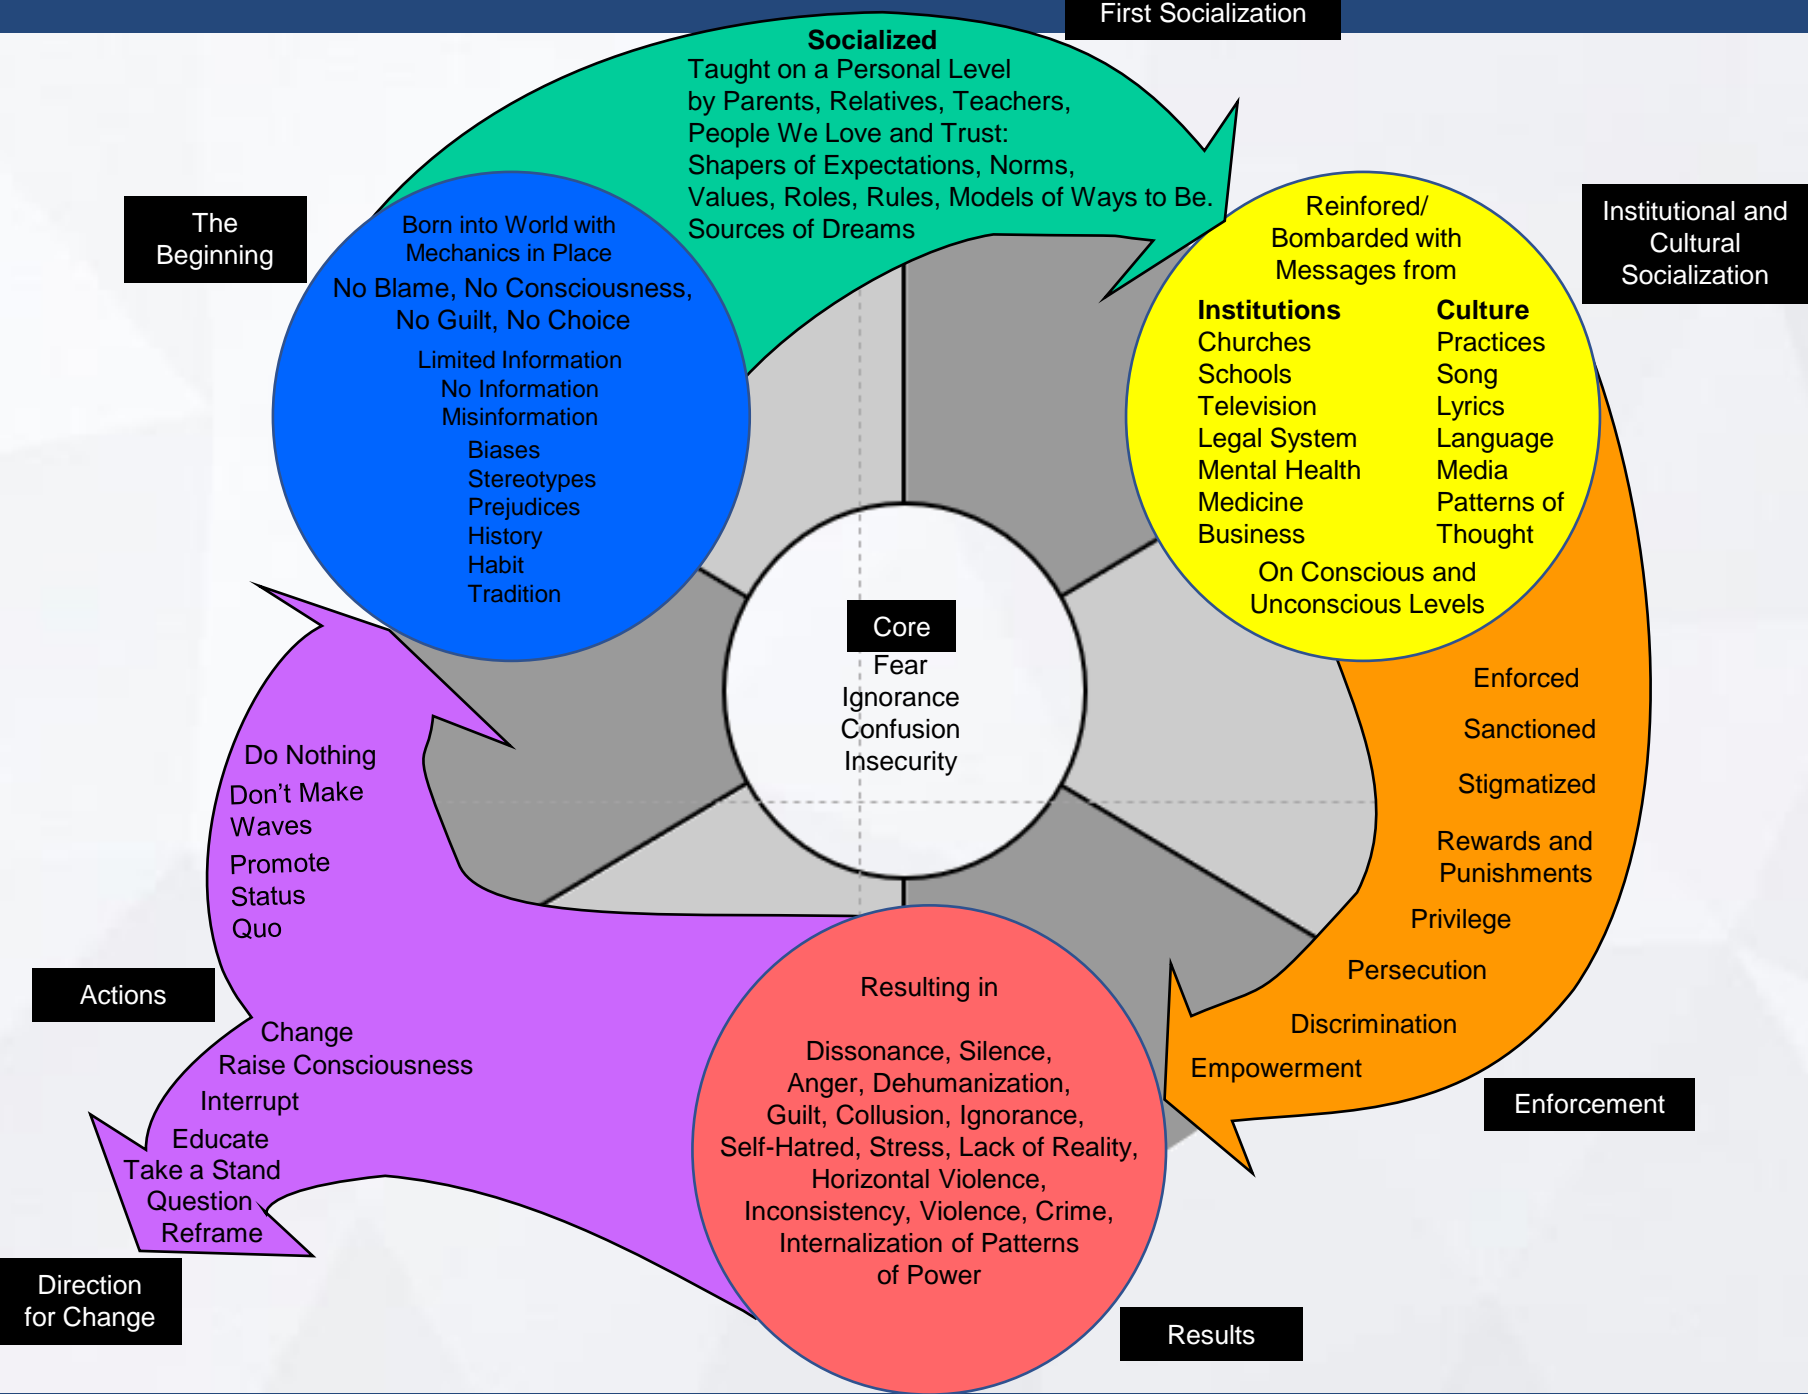 First Socialization
Socialized
Taught on a Personal Level
by Parents, Relatives, Teachers,
People We Love and Trust:
Shapers of Expectations, Norms,
Values, Roles, Rules, Models of Ways to Be.
Sources of Dreams
The
Beginning
Born into World with
Mechanics in Place
No Blame, No Consciousness,
No Guilt, No Choice
Limited Information
No Information
Misinformation
Biases
Stereotypes
Prejudices
History
Habit
Tradition
Reinfored/
Bombarded with
Messages from
Institutions
Churches
Schools
Television
Legal System
Mental Health
Medicine
Business
Culture
Practices
Song
Lyrics
Language
Media
Patterns of
Thought
On Conscious and
Unconscious Levels
Institutional and
Cultural
Socialization
Core
Fear
Ignorance
Confusion
Insecurity
Enforced
Sanctioned
Stigmatized
Rewards and
Punishments
Privilege
Persecution
Discrimination
Empowerment
Enforcement
Resulting in
Dissonance, Silence,
Anger, Dehumanization,
Guilt, Collusion, Ignorance,
Self-Hatred, Stress, Lack of Reality,
Horizontal Violence,
Inconsistency, Violence, Crime,
Internalization of Patterns
of Power
Results
Do Nothing
Don't Make
Waves
Promote
Status
Quo
Actions
Change
Raise Consciousness
Interrupt
Educate
Take a Stand
Question
Reframe
Direction
for Change